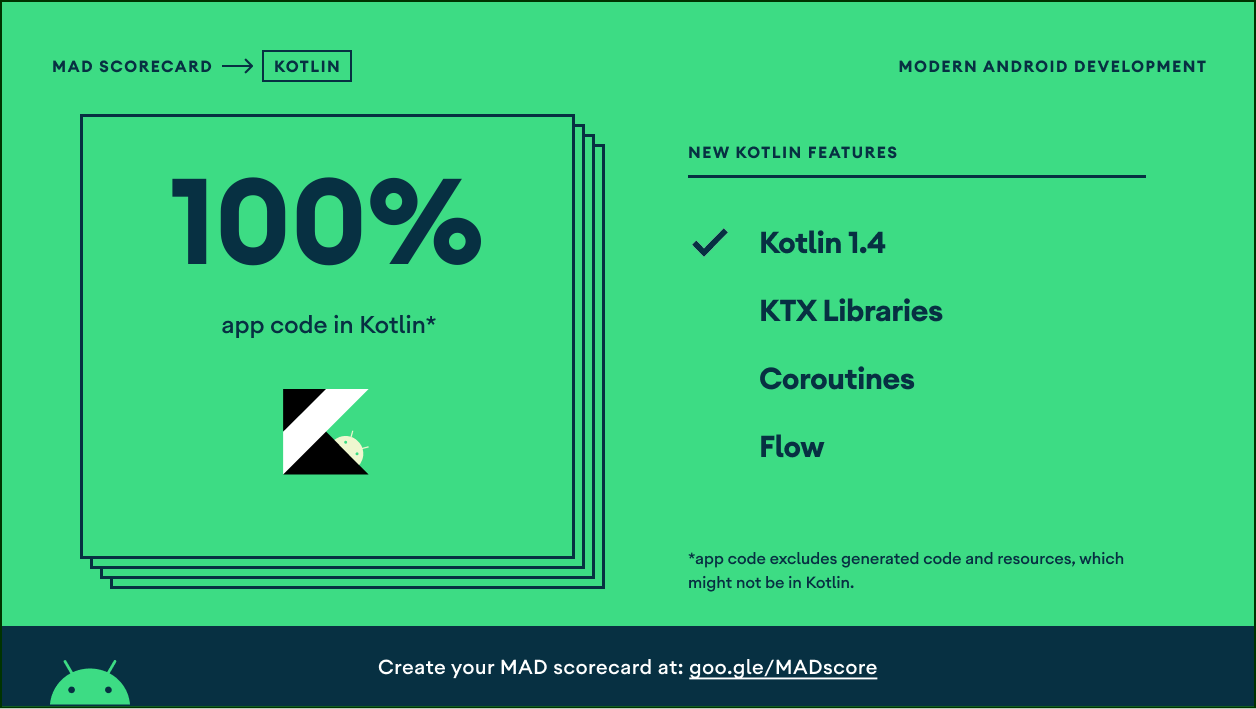 MAD SCORECARD → KOTLIN
MODERN ANDROID DEVELOPMENT
100%
app code in Kotlin*
NEW KOTLIN FEATURES
✓ Kotlin 1.4
KTX Libraries
Coroutines
Flow
*app code excludes generated code and resources, which
might not be in Kotlin.
Create your MAD scorecard at: goo.gle/MADscore